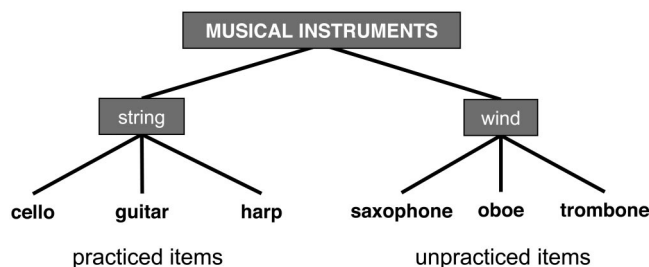 MUSICAL INSTRUMENTS
string wind
cello guitar harp saxophone oboe trombone
practiced items unpracticed items